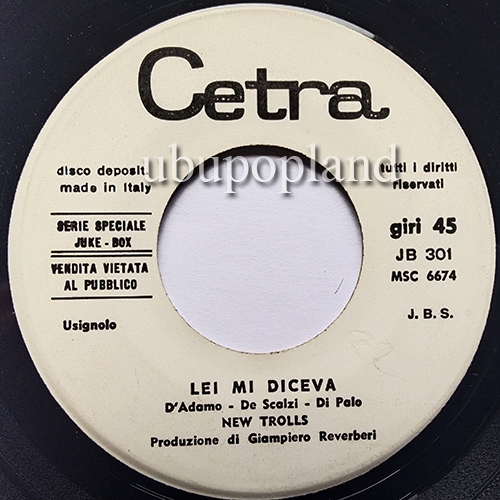 Cetra
ubupopland
disco deposit.
made in Italy
tutti i diritti
riservati
SERIE SPECIALE
JUKE - BOX
VENDITA VIETATA
AL PUBBLICO
giri 45
JB 301
MSC 6674
Usignolo
J. B. S.
LEI MI DICEVA
D'Adamo - De Scalzi - Di Palo
NEW TROLLS
Produzione di Giampiero Reverberi